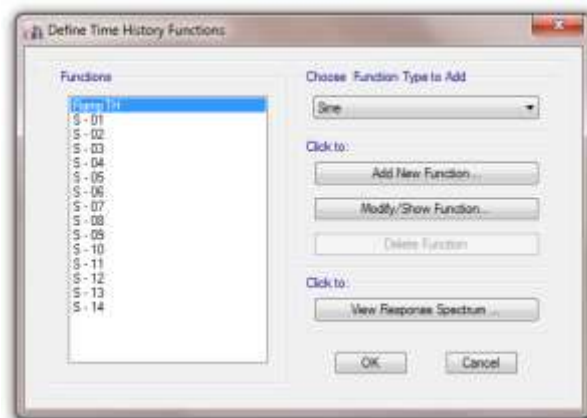 Define Time History Functions
Functions
Ramp TH
S - 01
S - 02
S - 03
S - 04
S - 05
S - 06
S - 07
S - 08
S - 09
S - 10
S - 11
S - 12
S - 13
S - 14
Choose Function Type to Add
Sine
Click to:
Add New Function...
Modify/Show Function...
Delete Function
Click to:
View Response Spectrum ...
OK
Cancel